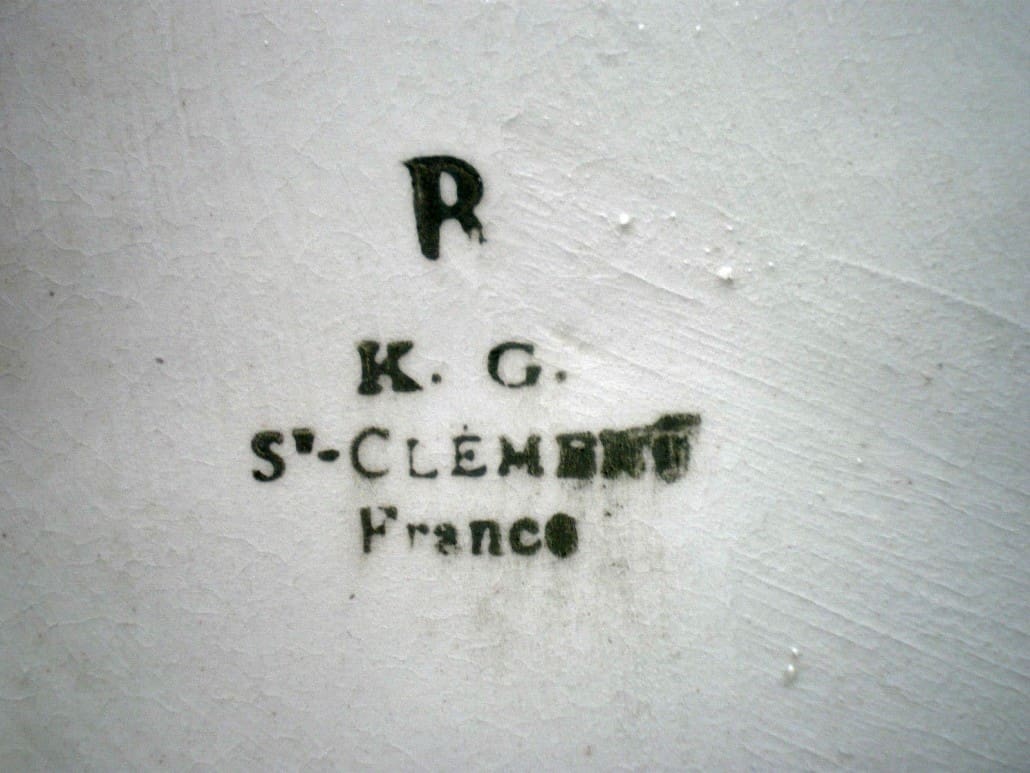 R
K. G.
St-CLÉMENT
France